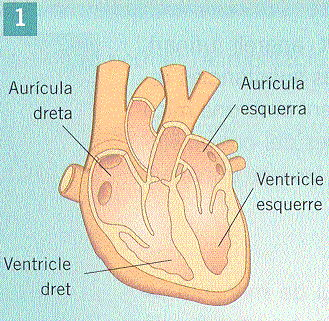 1
Aurícula
dreta
Aurícula
esquerra
Ventricle
esquerre
Ventricle
dret